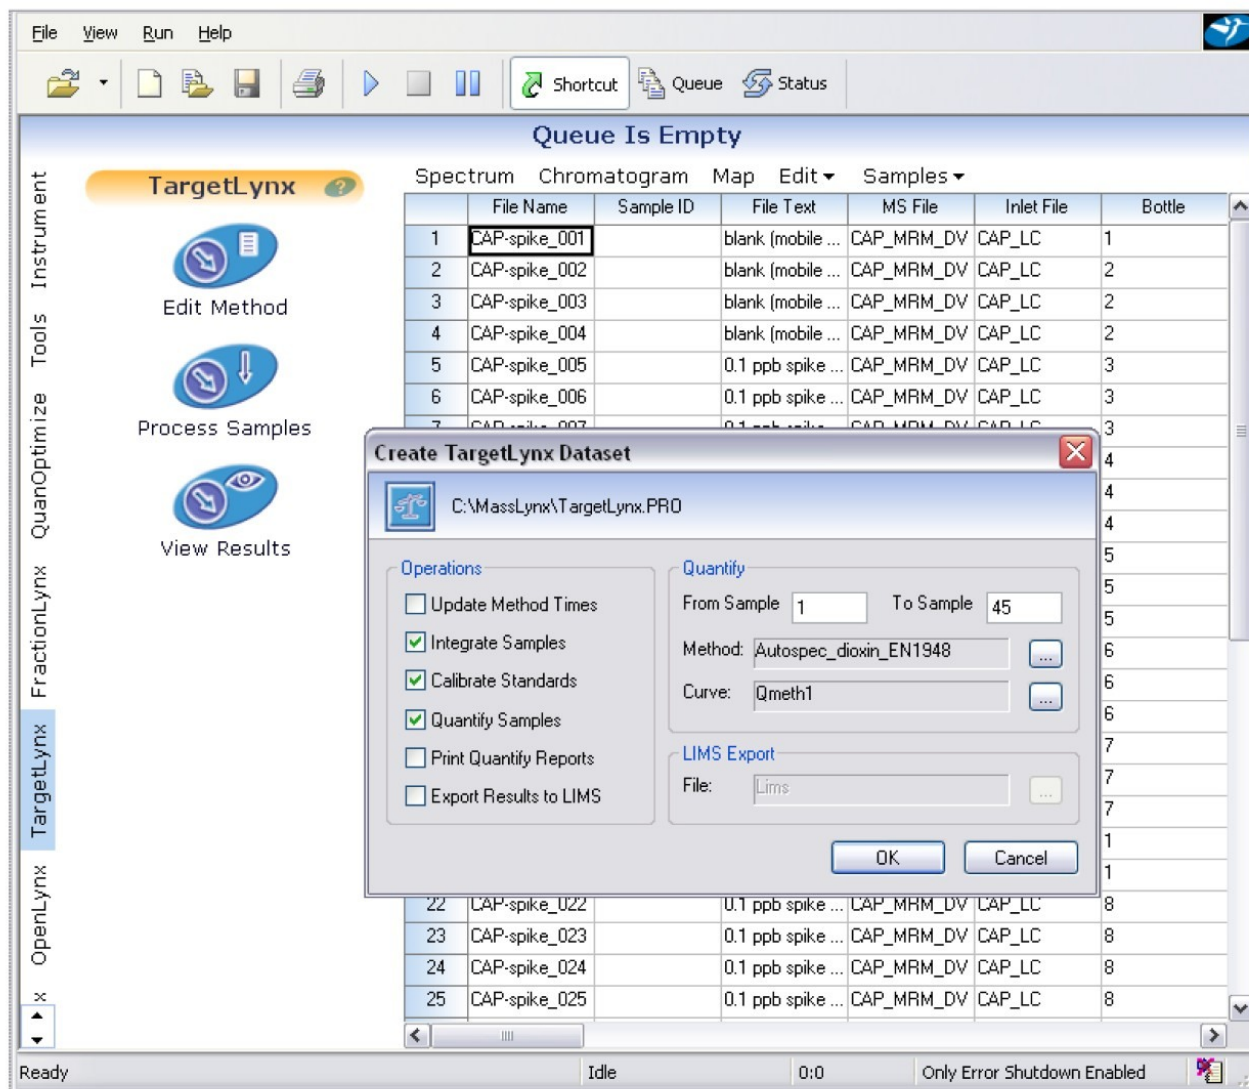 File View Run Help
Shortcut Queue Status
Queue Is Empty
Instrument
Tools
QuanOptimize
FractionLynx
TargetLynx
OpenLynx
x
TargetLynx ?
Edit Method
Process Samples
View Results
Spectrum Chromatogram Map Edit Samples
File Name Sample ID File Text MS File Inlet File Bottle
1 CAP-spike_001 blank (mobile ... CAP_MRM_DV CAP_LC 1
2 CAP-spike_002 blank (mobile ... CAP_MRM_DV CAP_LC 2
3 CAP-spike_003 blank (mobile ... CAP_MRM_DV CAP_LC 2
4 CAP-spike_004 blank (mobile ... CAP_MRM_DV CAP_LC 2
5 CAP-spike_005 0.1 ppb spike ... CAP_MRM_DV CAP_LC 3
6 CAP-spike_006 0.1 ppb spike ... CAP_MRM_DV CAP_LC 3
7 CAP-spike_007 0.1 ppb spike ... CAP_MRM_DV CAP_LC 3
4
4
4
5
5
5
6
6
6
7
7
7
1
1
Create TargetLynx Dataset
C:\MassLynx\TargetLynx.PRO
Operations
Update Method Times
Integrate Samples
Calibrate Standards
Quantify Samples
Print Quantify Reports
Export Results to LIMS
Quantify
From Sample 1 To Sample 45
Method: Autospec_dioxin_EN1948 ...
Curve: Qmeth1 ...
LIMS Export
File: Lims ...
OK Cancel
22 CAP-spike_022 0.1 ppb spike ... CAP_MRM_DV CAP_LC 8
23 CAP-spike_023 0.1 ppb spike ... CAP_MRM_DV CAP_LC 8
24 CAP-spike_024 0.1 ppb spike ... CAP_MRM_DV CAP_LC 8
25 CAP-spike_025 0.1 ppb spike ... CAP_MRM_DV CAP_LC 8
Ready Idle 0:0 Only Error Shutdown Enabled